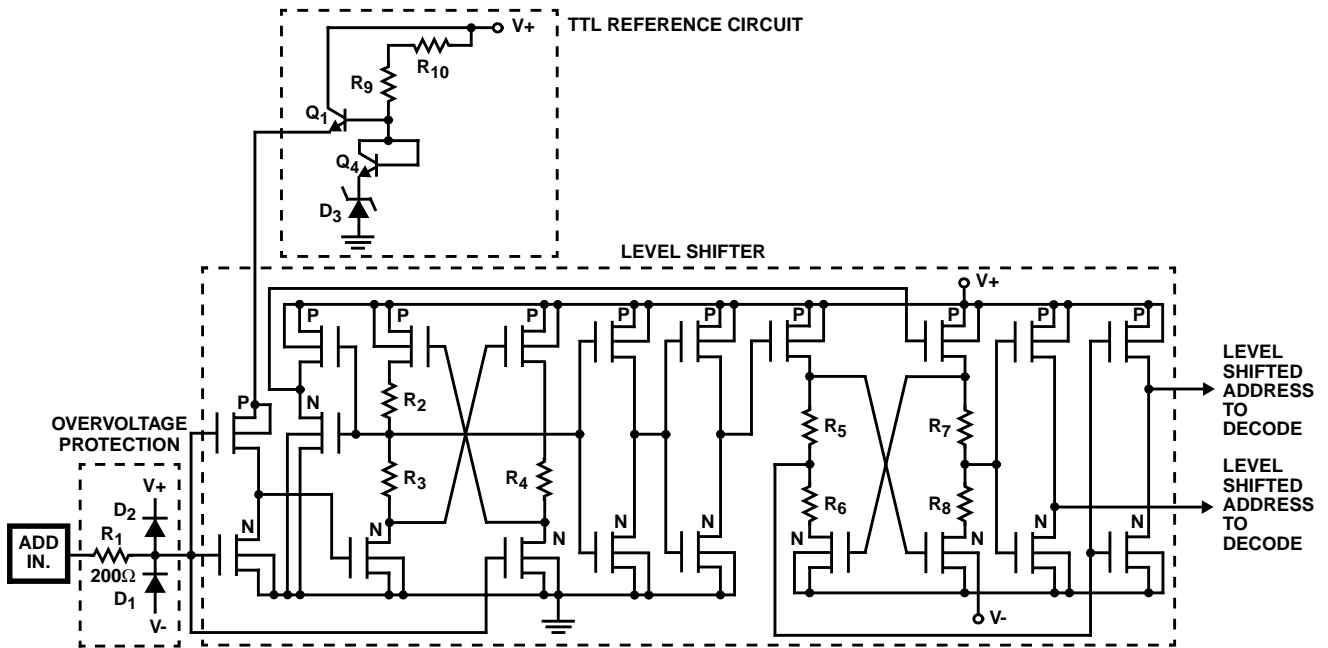 V+
TTL REFERENCE CIRCUIT
R10
R9
Q1
Q4
D3
LEVEL SHIFTER
V+
P
P
P
P
P
P
P
P
P
LEVEL
SHIFTED
ADDRESS
TO
DECODE
R2
OVERVOLTAGE
PROTECTION
P
N
R5
R7
R3
R4
LEVEL
SHIFTED
ADDRESS
TO
DECODE
V+
D2
R6
R8
N
N
N
N
N
N
N
N
N
N
ADD
IN.
R1
200Ω
D1
V-
V-